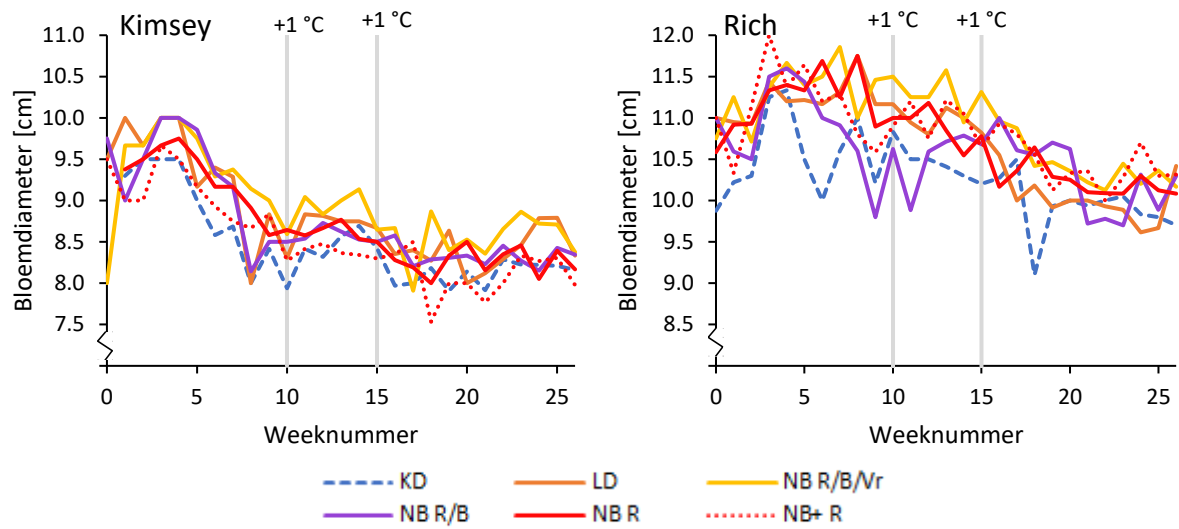 Kimsey
+1 °C
+1 °C
Bloemdiameter [cm]
11.0
10.5
10.0
9.5
9.0
8.5
8.0
7.5
0
5
10
15
20
25
Weeknummer
Rich
+1 °C
+1 °C
Bloemdiameter [cm]
12.0
11.5
11.0
10.5
10.0
9.5
9.0
8.5
0
5
10
15
20
25
Weeknummer
KD
LD
NB R/B/Vr
NB R/B
NB R
NB+ R